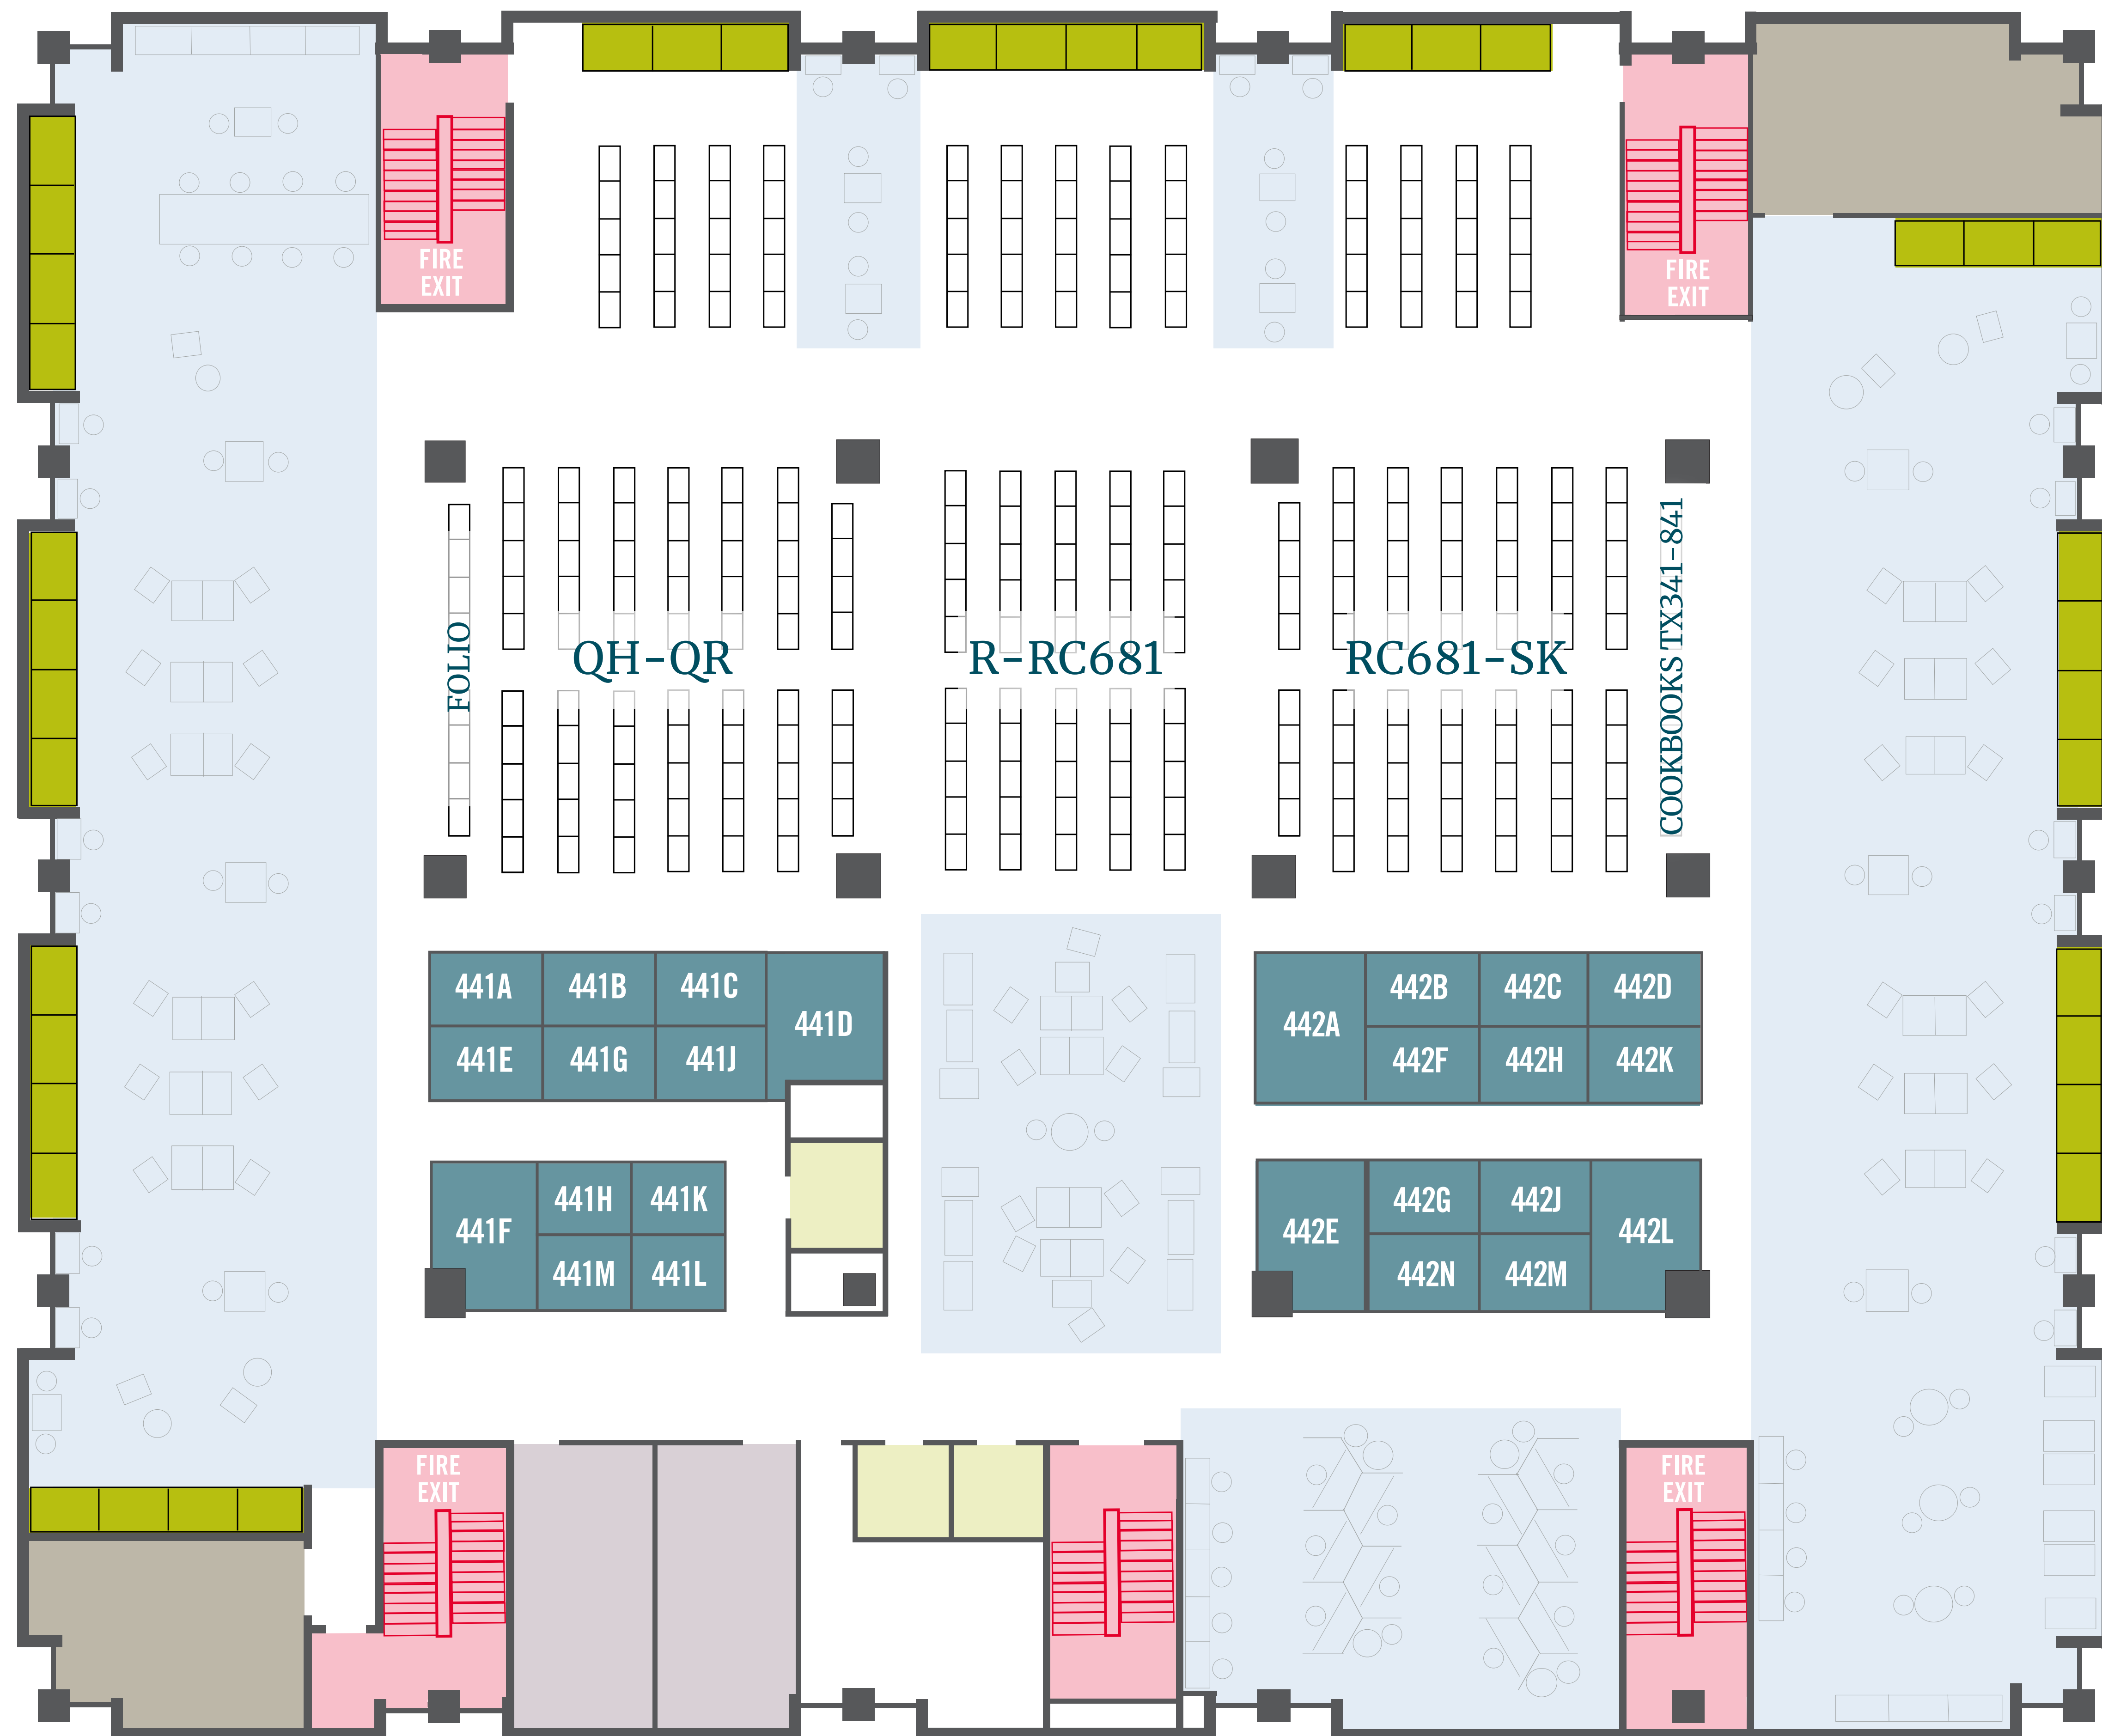 FIRE
EXIT
FIRE
EXIT
FOLIO
QH-QR
R-RC681
RC681-SK
COOKBOOKS TX341-841
441A
441B
441C
441D
441E
441G
441J
442A
442B
442C
442D
442F
442H
442K
441F
441H
441K
441M
441L
442E
442G
442J
442L
442N
442M
FIRE
EXIT
FIRE
EXIT